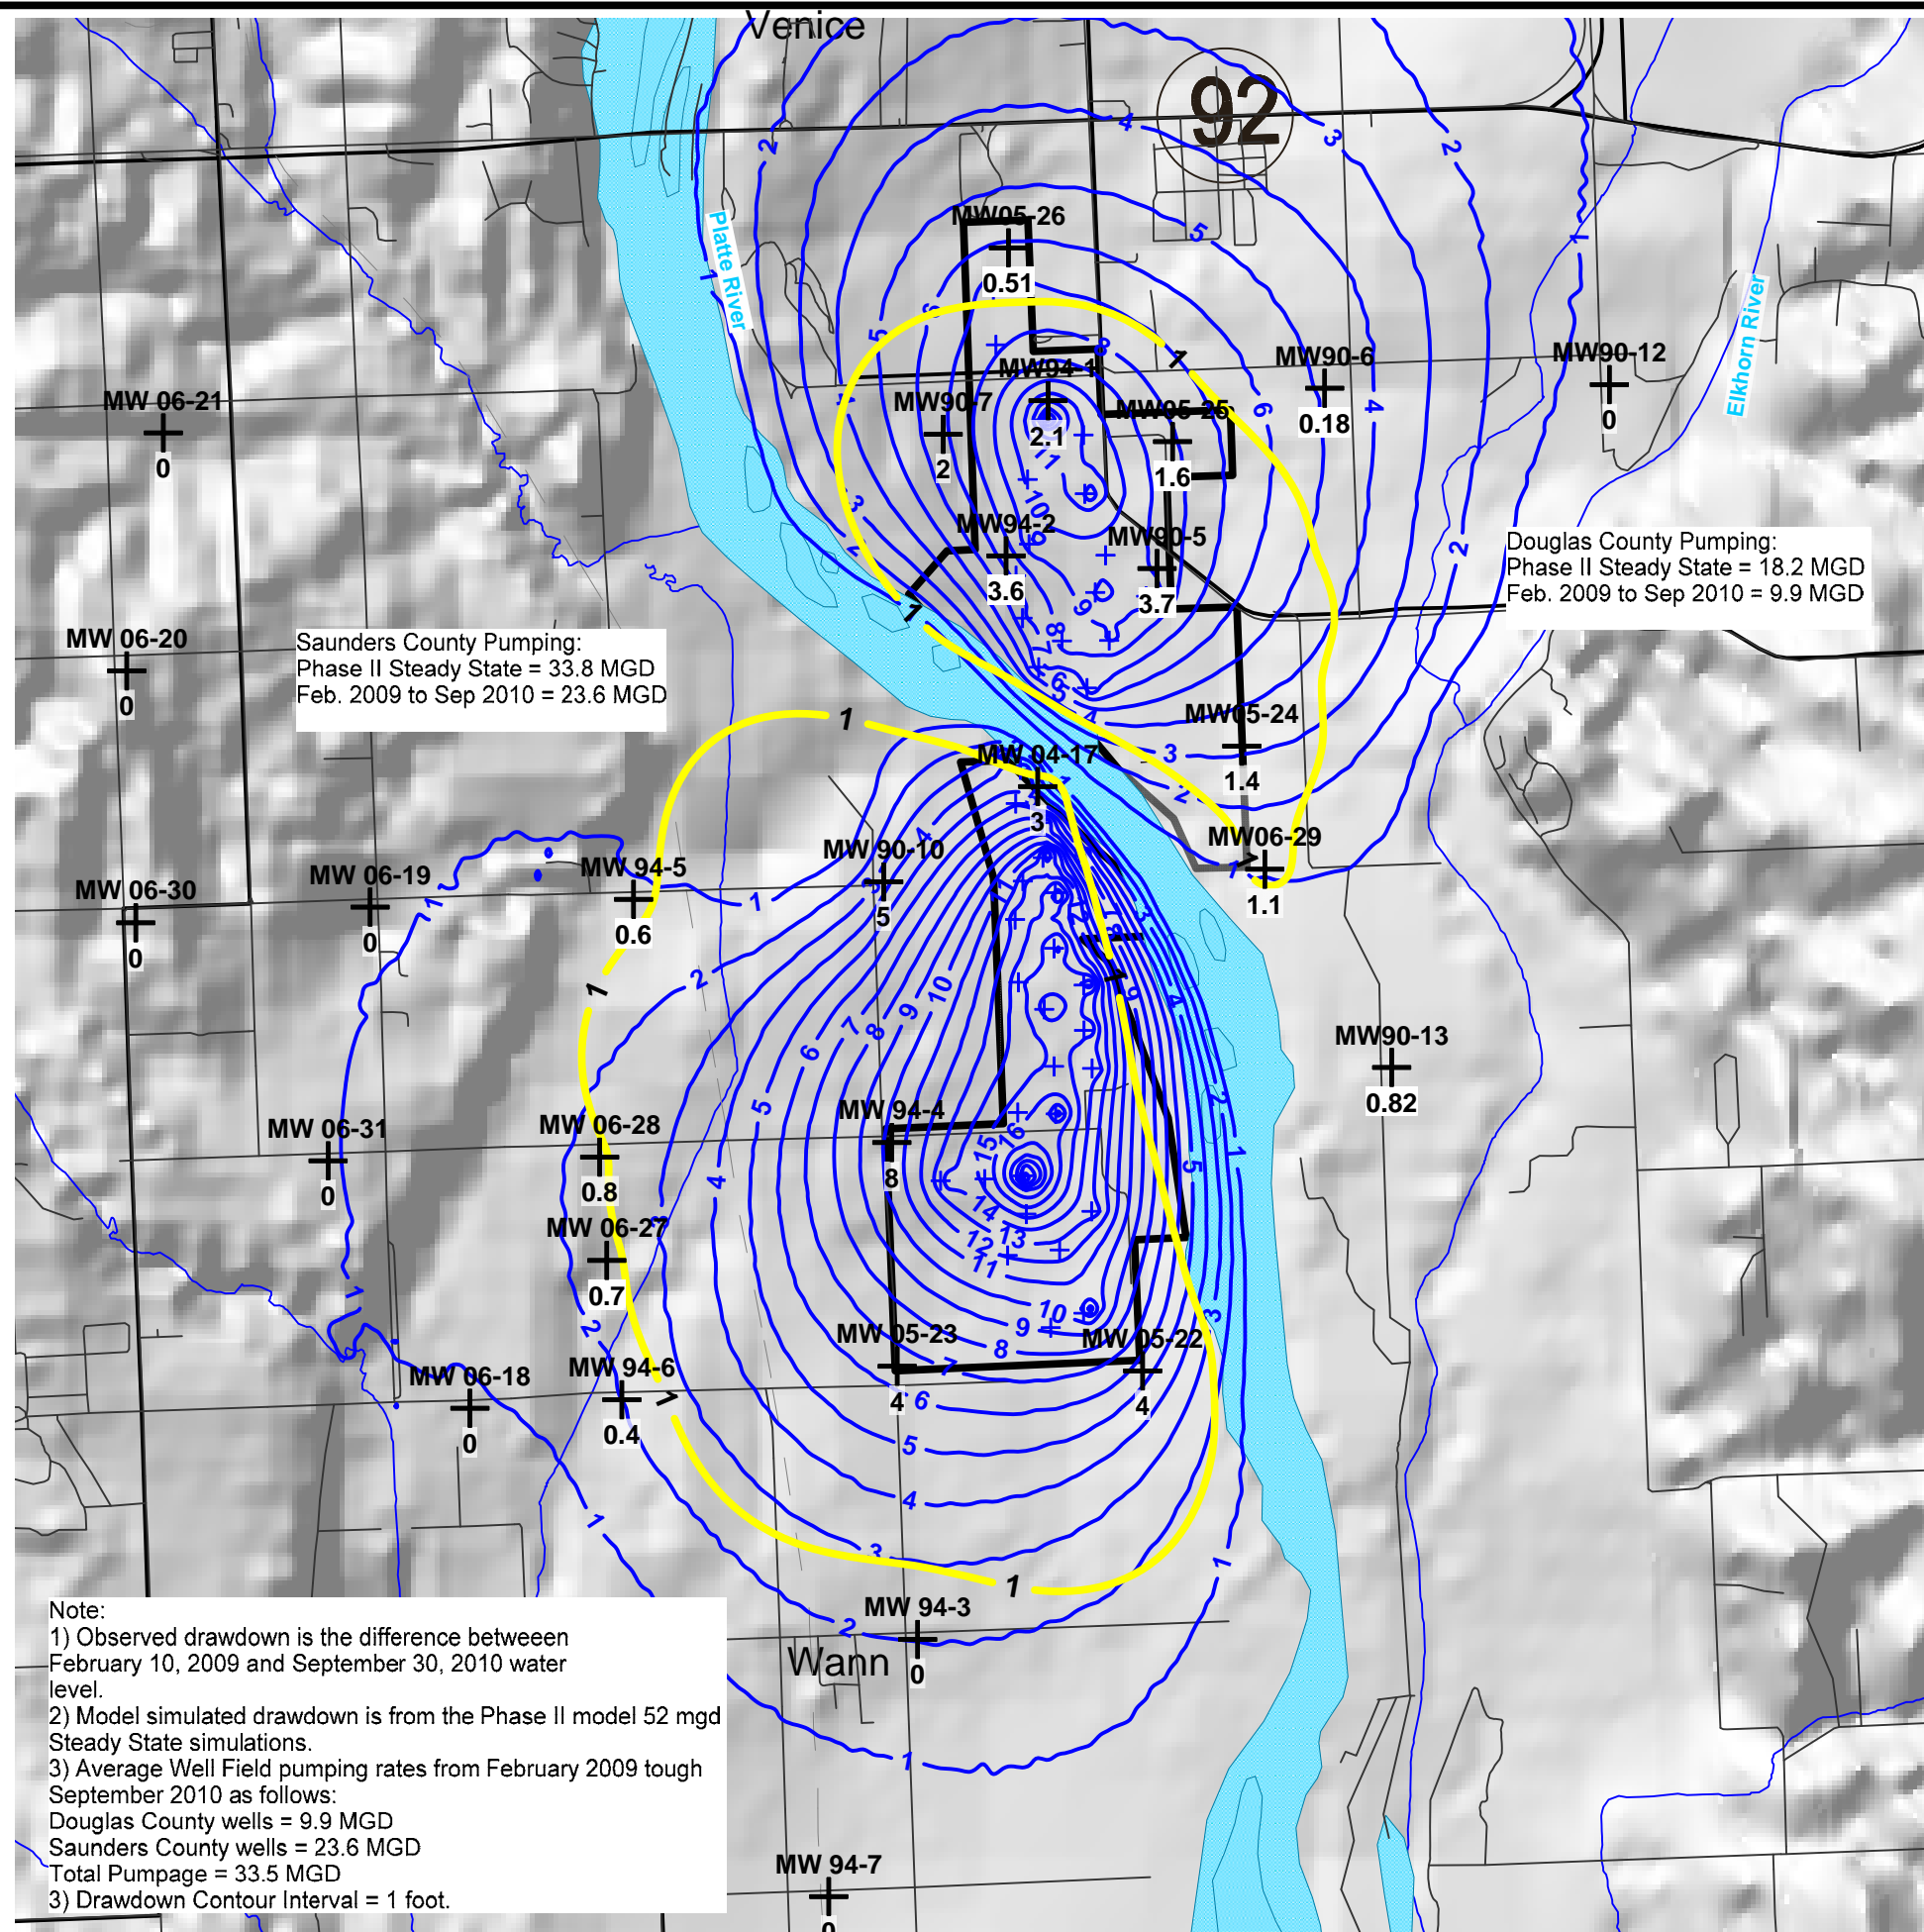 Venice
92
Platte River
Elkhorn River
MW05-26
0.51
MW94-1
2.1
MW90-7
2
MW05-25
1.6
MW90-6
0.18
MW90-12
0
MW 06-21
0
MW94-2
3.6
MW90-5
3.7
Douglas County Pumping:
Phase II Steady State = 18.2 MGD
Feb. 2009 to Sep 2010 = 9.9 MGD
MW 06-20
0
Saunders County Pumping:
Phase II Steady State = 33.8 MGD
Feb. 2009 to Sep 2010 = 23.6 MGD
MW05-24
1.4
MW 04-17
3
MW06-29
1.1
MW 90-10
5
MW 94-5
0.6
MW 06-19
0
MW 06-30
0
MW90-13
0.82
MW 94-4
8
MW 06-28
0.8
MW 06-31
0
MW 06-27
0.7
MW 05-23
4
MW 05-22
4
MW 94-6
0.4
MW 06-18
0
MW 94-3
0
Wann
MW 94-7
0
Note:
1) Observed drawdown is the difference betweeen
February 10, 2009 and September 30, 2010 water
level.
2) Model simulated drawdown is from the Phase II model 52 mgd
Steady State simulations.
3) Average Well Field pumping rates from February 2009 tough
September 2010 as follows:
Douglas County wells = 9.9 MGD
Saunders County wells = 23.6 MGD
Total Pumpage = 33.5 MGD
3) Drawdown Contour Interval = 1 foot.